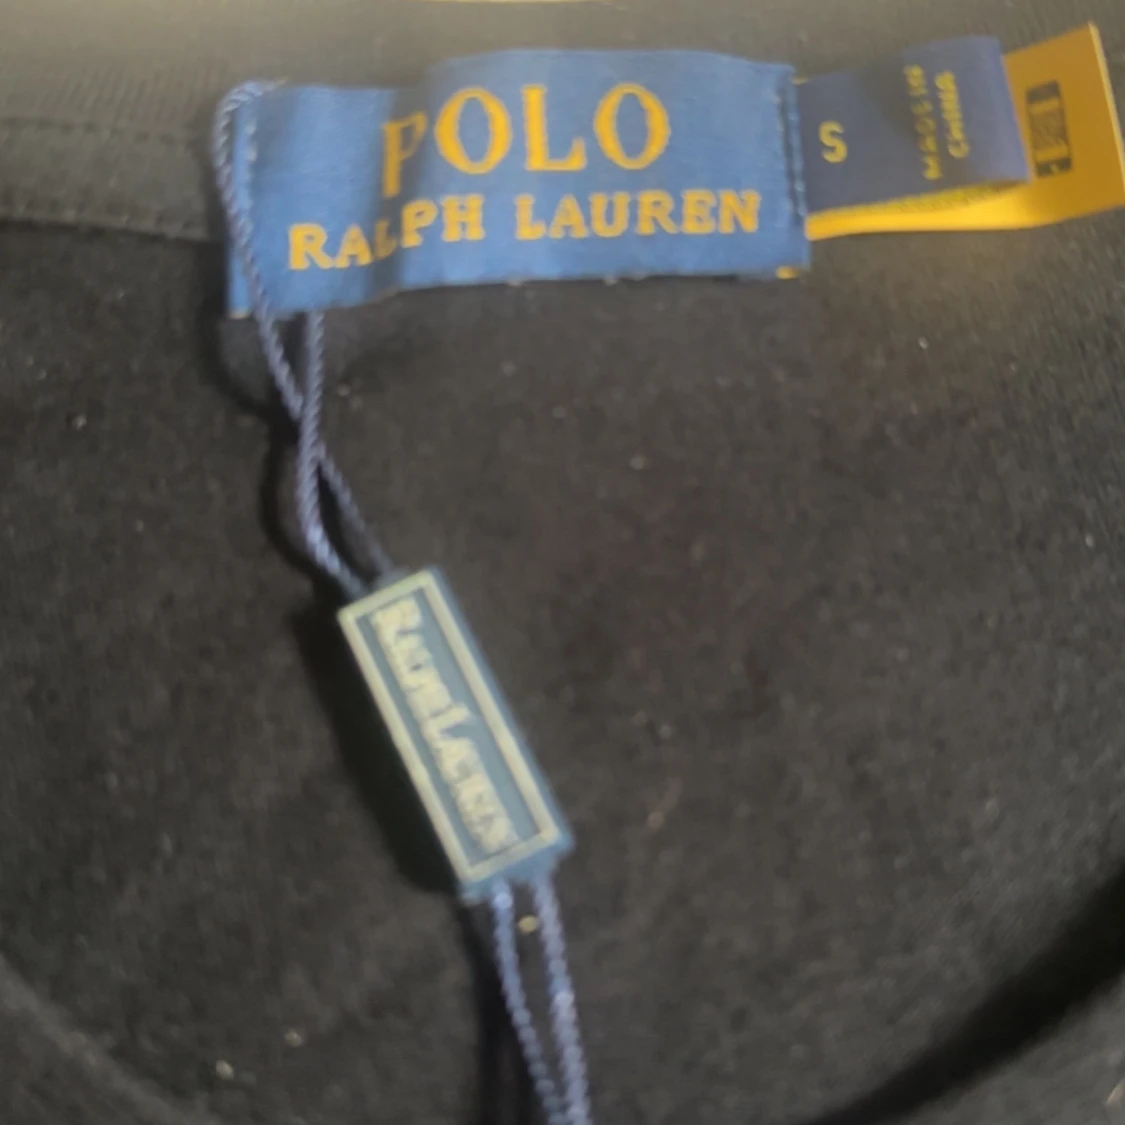 POLO
RALPH LAUREN
S
MADE IN
CHINA
RALPH LAUREN